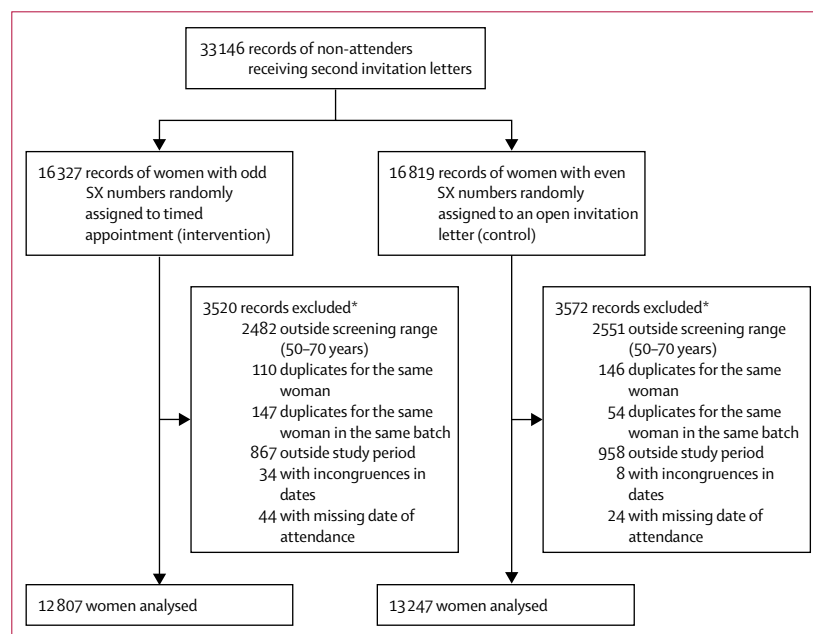 33146 records of non-attenders
receiving second invitation letters
16327 records of women with odd
SX numbers randomly
assigned to timed
appointment (intervention)
16819 records of women with even
SX numbers randomly
assigned to an open invitation
letter (control)
3520 records excluded*
2482 outside screening range
(50–70 years)
110 duplicates for the same
woman
147 duplicates for the same
woman in the same batch
867 outside study period
34 with incongruences in
dates
44 with missing date of
attendance
3572 records excluded*
2551 outside screening range
(50–70 years)
146 duplicates for the same
woman
54 duplicates for the same
woman in the same batch
958 outside study period
8 with incongruences in
dates
24 with missing date of
attendance
12807 women analysed
13247 women analysed